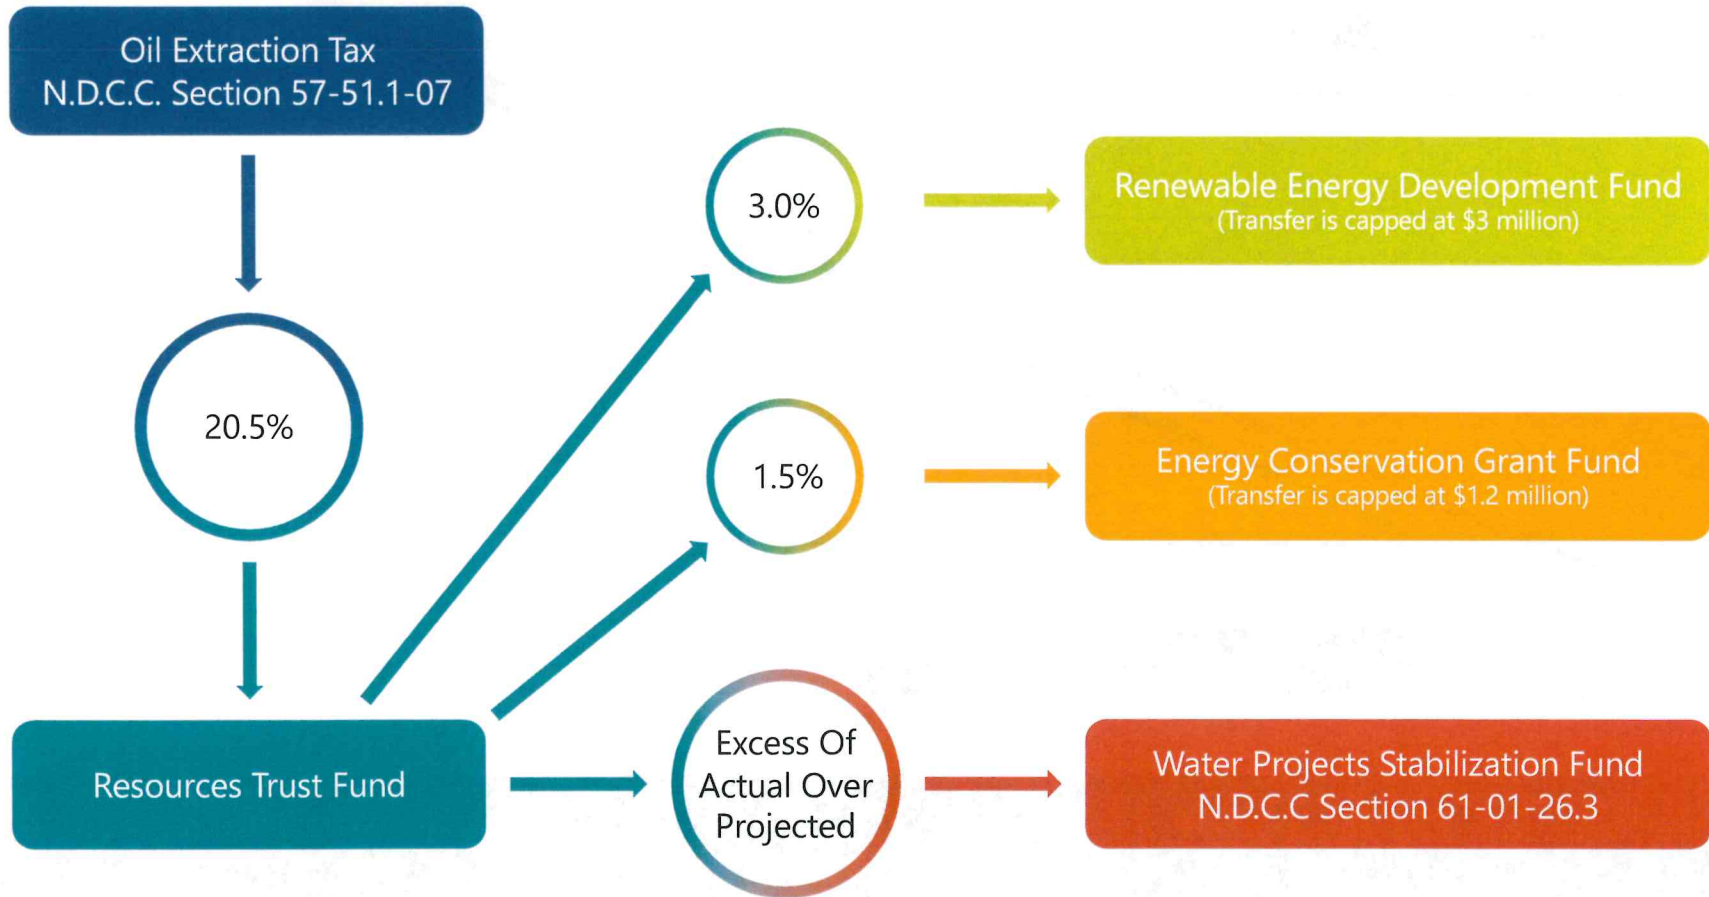 Oil Extraction Tax
N.D.C.C. Section 57-51.1-07
20.5%
Resources Trust Fund
3.0%
Renewable Energy Development Fund
(Transfer is capped at $3 million)
1.5%
Energy Conservation Grant Fund
(Transfer is capped at $1.2 million)
Excess Of
Actual Over
Projected
Water Projects Stabilization Fund
N.D.C.C Section 61-01-26.3